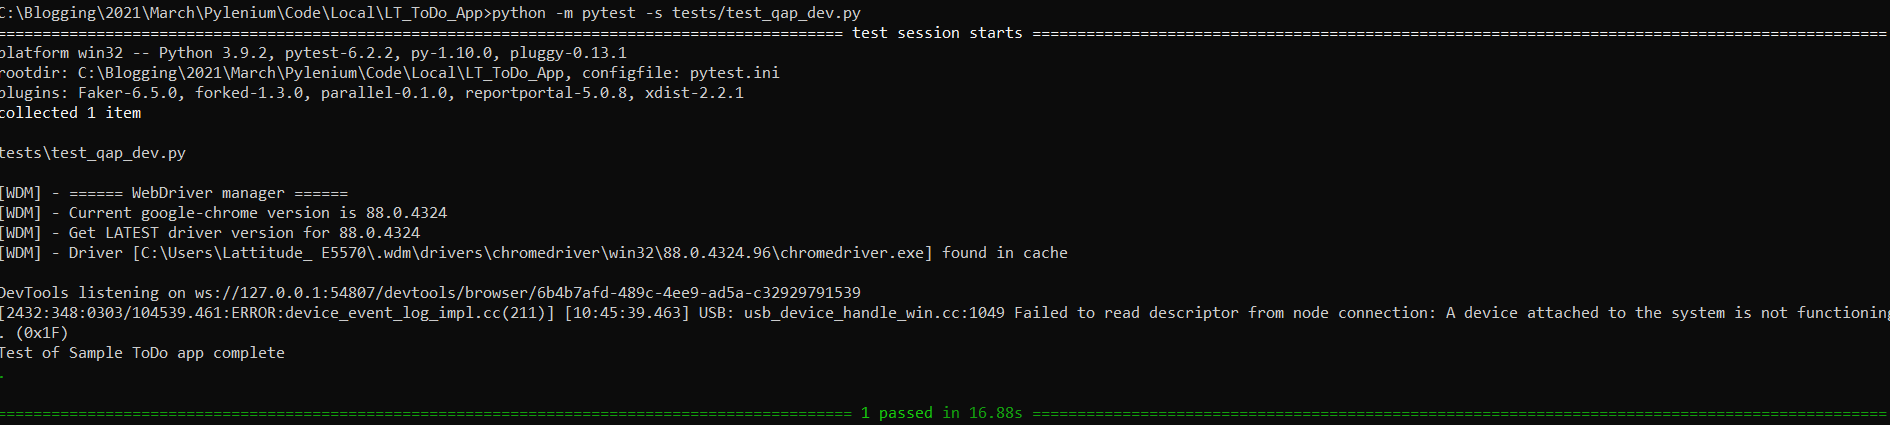 C:\Blogging\2021\March\Pylenium\Code\Local\LT_ToDo_App>python -m pytest -s tests/test_qap_dev.py
============================================================================================== test session starts ===============================================================================================
platform win32 -- Python 3.9.2, pytest-6.2.2, py-1.10.0, pluggy-0.13.1
rootdir: C:\Blogging\2021\March\Pylenium\Code\Local\LT_ToDo_App, configfile: pytest.ini
plugins: Faker-6.5.0, forked-1.3.0, parallel-0.1.0, reportportal-5.0.8, xdist-2.2.1
collected 1 item
tests\test_qap_dev.py
[WDM] - ====== WebDriver manager ======
[WDM] - Current google-chrome version is 88.0.4324
[WDM] - Get LATEST driver version for 88.0.4324
[WDM] - Driver [C:\Users\Lattitude_ E5570\.wdm\drivers\chromedriver\win32\88.0.4324.96\chromedriver.exe] found in cache
DevTools listening on ws://127.0.0.1:54807/devtools/browser/6b4b7afd-489c-4ee9-ad5a-c32929791539
[2432:348:0303/104539.461:ERROR:device_event_log_impl.cc(211)] [10:45:39.463] USB: usb_device_handle_win.cc:1049 Failed to read descriptor from node connection: A device attached to the system is not functioning
. (0x1F)
Test of Sample ToDo app complete
.
=============================================================================================== 1 passed in 16.88s ===============================================================================================